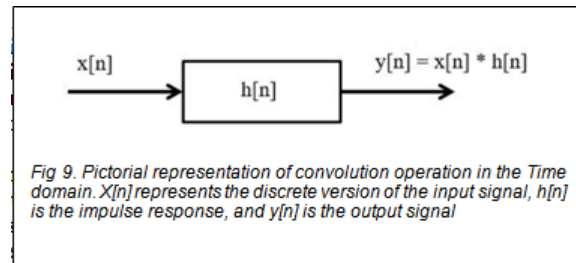 x[n]
y[n] = x[n] * h[n]
h[n]
Fig 9. Pictorial representation of convolution operation in the Time
domain. X[n] represents the discrete version of the input signal, h[n]
is the impulse response, and y[n] is the output signal